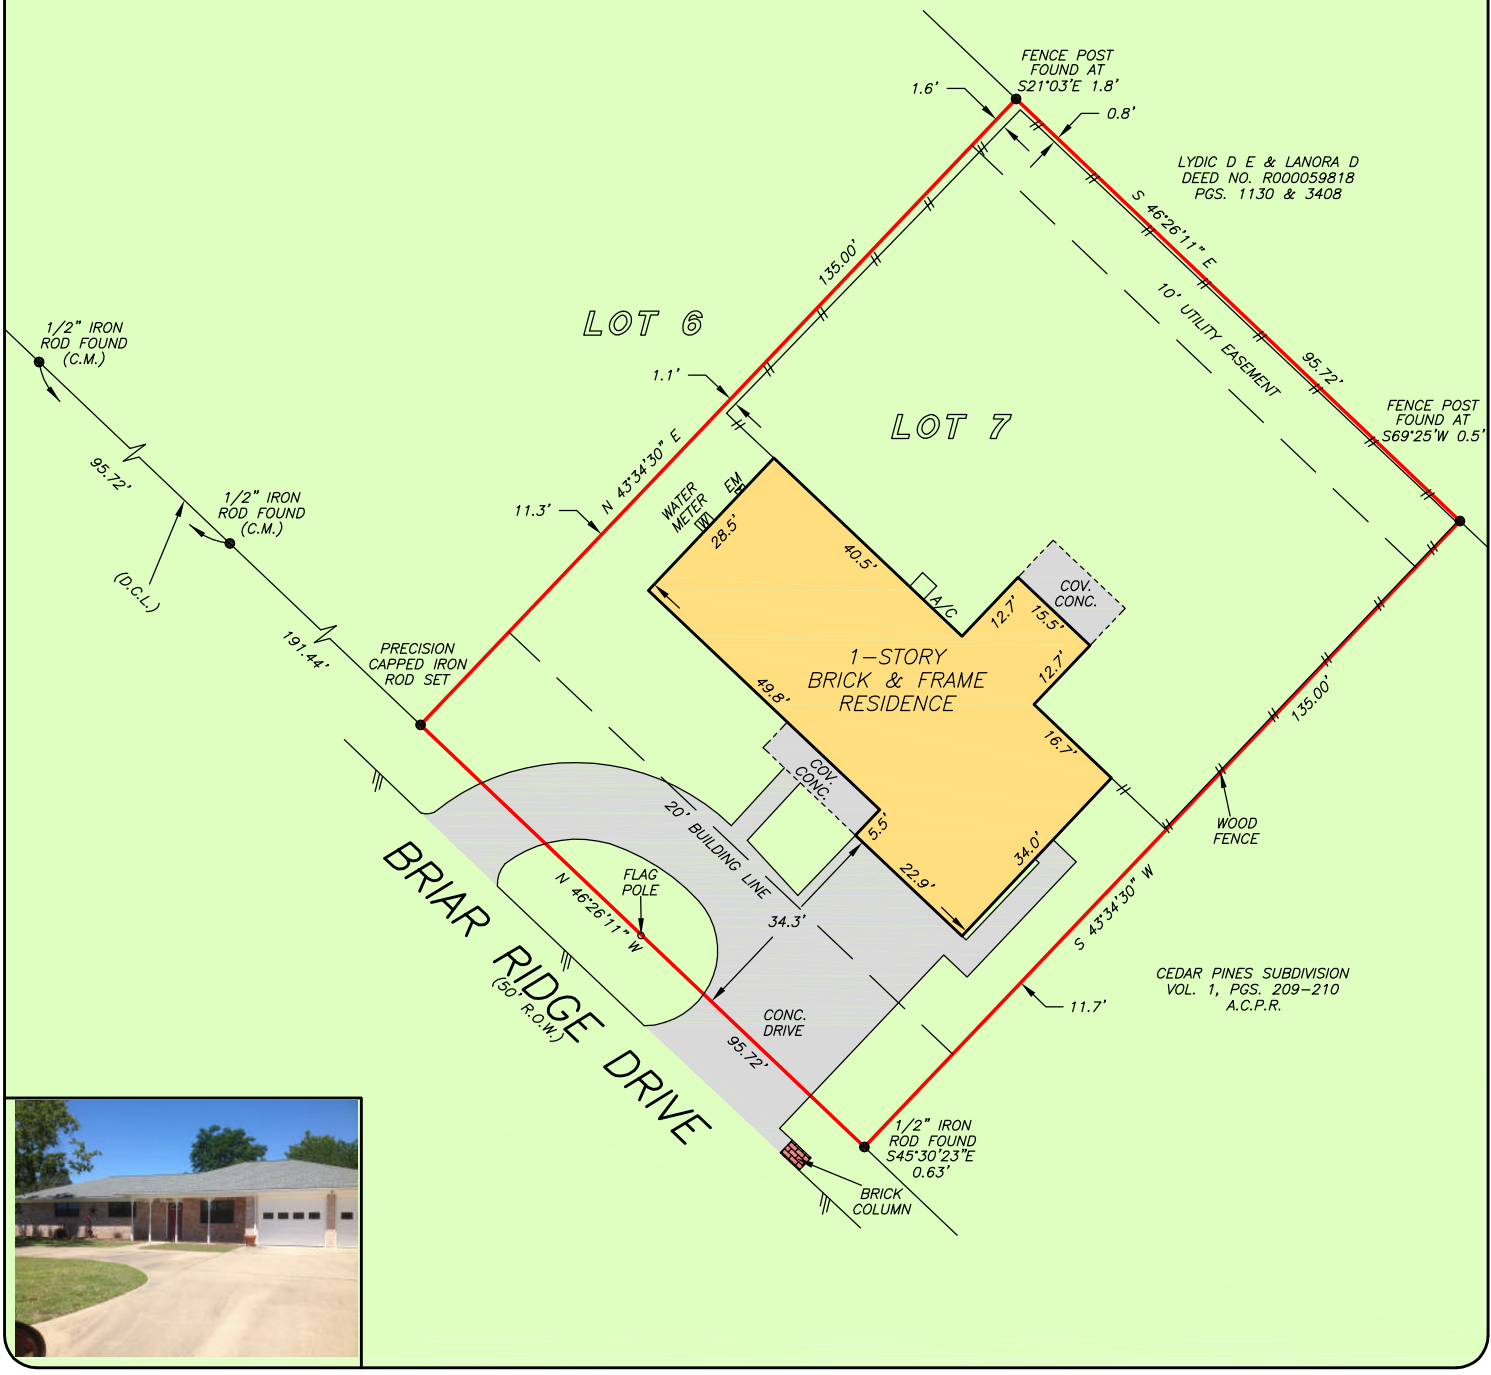 FENCE POST
FOUND AT
S21°03'E 1.8'
1.6'
0.8'
LYDIC D E & LANORA D
DEED NO. R000059818
PGS. 1130 & 3408
S 46°26'11" E
135.00'
10' UTILITY EASEMENT
LOT 6
1/2" IRON
ROD FOUND
(C.M.)
95.72'
1.1'
LOT 7
FENCE POST
FOUND AT
S69°25'W 0.5'
N 43°34'30" E
95.72'
1/2" IRON
ROD FOUND
(C.M.)
11.3'
WATER
METER
EM
W
28.5'
40.5'
(D.C.L.)
A/C
COV.
CONC.
12.7'
15.5'
191.44'
PRECISION
CAPPED IRON
ROD SET
1-STORY
BRICK & FRAME
RESIDENCE
12.7'
49.8'
16.7'
135.00'
COV.
CONC.
20' BUILDING LINE
5.5'
WOOD
FENCE
34.0'
FLAG
POLE
22.9'
N 46°26'11" W
34.3'
S 43°34'30" W
BRIAR RIDGE DRIVE
(50' R.O.W.)
CEDAR PINES SUBDIVISION
VOL. 1, PGS. 209-210
A.C.P.R.
11.7'
CONC.
DRIVE
95.72'
1/2" IRON
ROD FOUND
S45°30'23"E
0.63'
BRICK
COLUMN